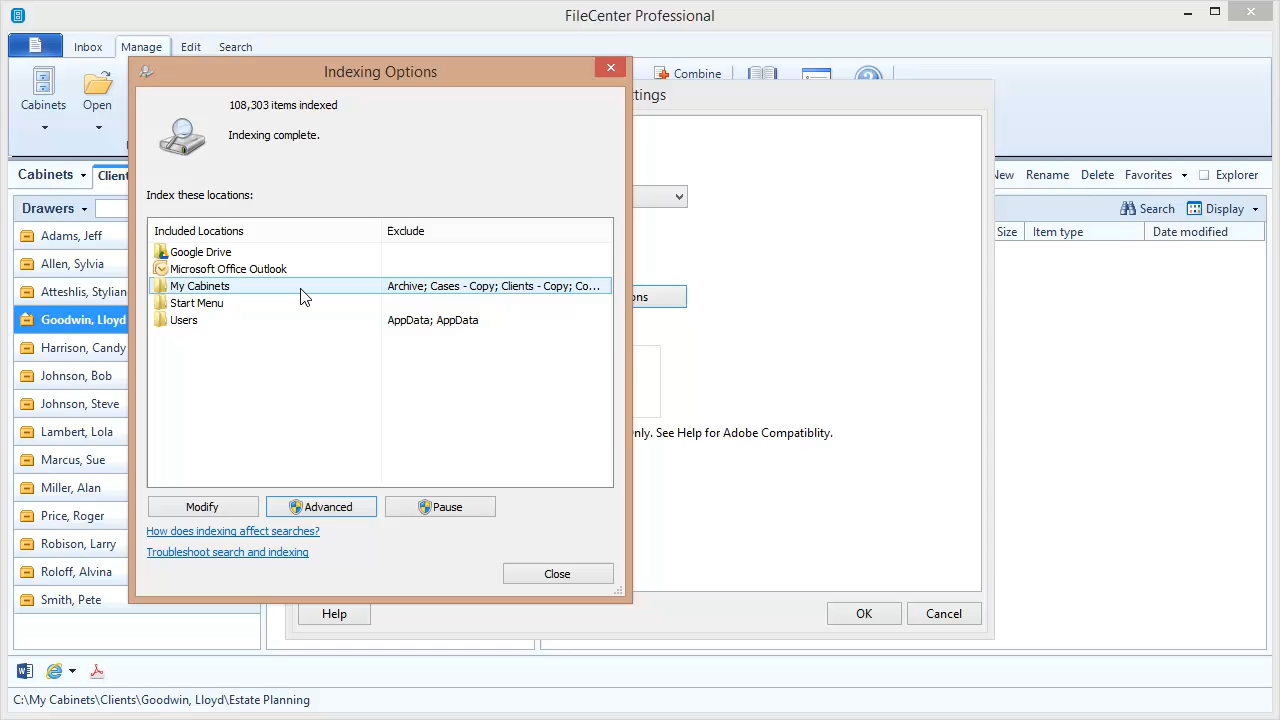 FileCenter Professional
Inbox Manage Edit Search
Cabinets Open Combine
Indexing Options
108,303 items indexed
Indexing complete.
Index these locations:
Included Locations Exclude
Google Drive
Microsoft Office Outlook
My Cabinets Archive; Cases - Copy; Clients - Copy; Co...
Start Menu
Users AppData; AppData
Modify Advanced Pause
How does indexing affect searches?
Troubleshoot search and indexing
Close
ttings
ons
nly. See Help for Adobe Compatiblity.
Help OK Cancel
Cabinets Clien
ew Rename Delete Favorites Explorer
Drawers
Search Display
Size Item type Date modified
Adams, Jeff
Allen, Sylvia
Atteshlis, Stylian
Goodwin, Lloyd
Harrison, Candy
Johnson, Bob
Johnson, Steve
Lambert, Lola
Marcus, Sue
Miller, Alan
Price, Roger
Robison, Larry
Roloff, Alvina
Smith, Pete
C:\My Cabinets\Clients\Goodwin, Lloyd\Estate Planning